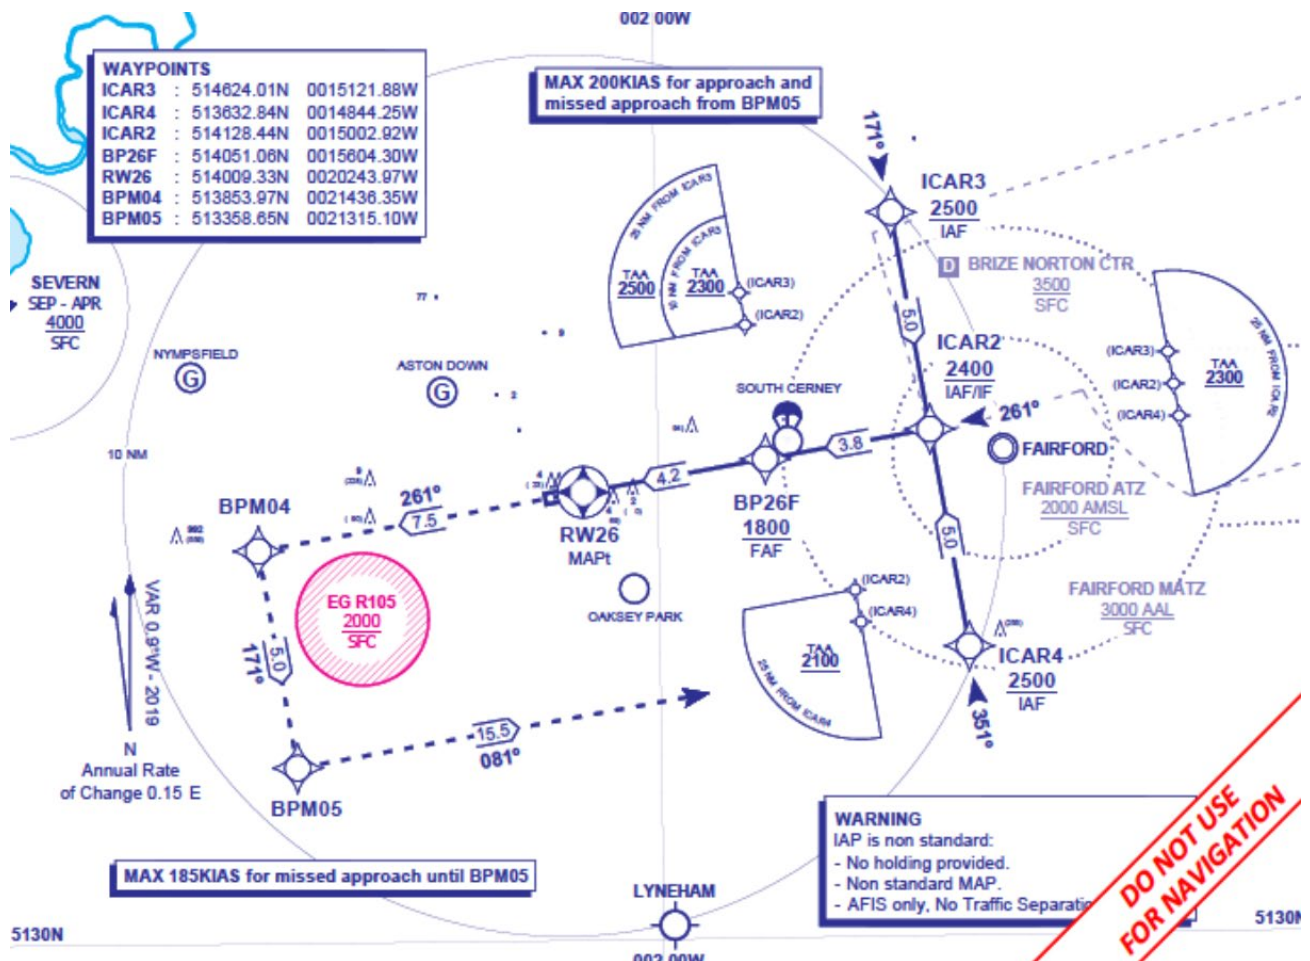 002 00W
WAYPOINTS
ICAR3 : 514624.01N 0015121.88W
ICAR4 : 513632.84N 0014844.25W
ICAR2 : 514128.44N 0015002.92W
BP26F : 514051.06N 0015604.30W
RW26 : 514009.33N 0020243.97W
BPM04 : 513853.97N 0021436.35W
BPM05 : 513358.65N 0021315.10W
MAX 200KIAS for approach and
missed approach from BPM05
171º
ICAR3
2500
IAF
D BRIZE NORTON CTR
3500
SFC
25 NM FROM ICAR3
TAA
2500
10 NM FROM ICAR3
TAA
2300
(ICAR3)
(ICAR2)
SEVERN
SEP - APR
4000
SFC
77
9
5.0
ICAR2
2400
IAF/IF
(ICAR3)
(ICAR2)
(ICAR4)
TAA
2300
25 NM FROM ICAR2
NYMPSFIELD
G
ASTON DOWN
G
2
SOUTH CERNEY
261º
FAIRFORD
10 NM
3.8
4.2
BP26F
1800
FAF
FAIRFORD ATZ
2000 AMSL
SFC
BPM04
261º
7.5
RW26
MAPt
5.0
EG R105
2000
SFC
OAKSEY PARK
(ICAR2)
(ICAR4)
TAA
2100
25 NM FROM ICAR4
FAIRFORD MATZ
3000 AAL
SFC
VAR 0.9°W - 2019
171º
5.0
ICAR4
2500
IAF
351º
15.5
081º
N
Annual Rate
of Change 0.15 E
BPM05
WARNING
IAP is non standard:
- No holding provided.
- Non standard MAP.
- AFIS only, No Traffic Separatio
DO NOT USE
FOR NAVIGATION
MAX 185KIAS for missed approach until BPM05
LYNEHAM
5130N
5130N
002 00W